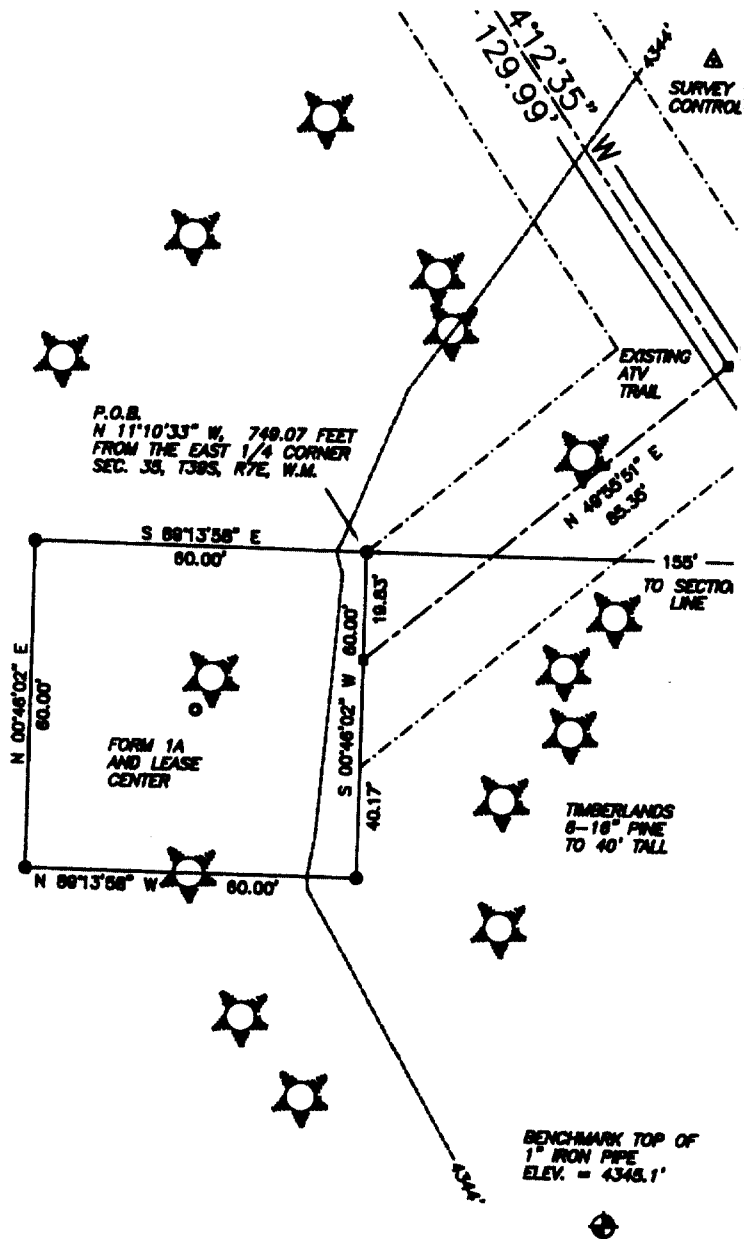 4°12'35" W
129.99'
4344'
SURVEY
CONTROL
EXISTING
ATV
TRAIL
P.O.B.
N 11°10'33" W, 749.07 FEET
FROM THE EAST 1/4 CORNER
SEC. 35, T39S, R7E, W.M.
N 49°55'51" E
85.35'
S 89°13'58" E
60.00'
155'
TO SECTION
LINE
19.83'
S 00°46'02" W 60.00'
40.17'
N 00°46'02" E
60.00'
FORM 1A
AND LEASE
CENTER
TIMBERLANDS
6-16" PINE
TO 40' TALL
N 89°13'58" W 60.00'
4344'
BENCHMARK TOP OF
1" IRON PIPE
ELEV. = 4345.1'